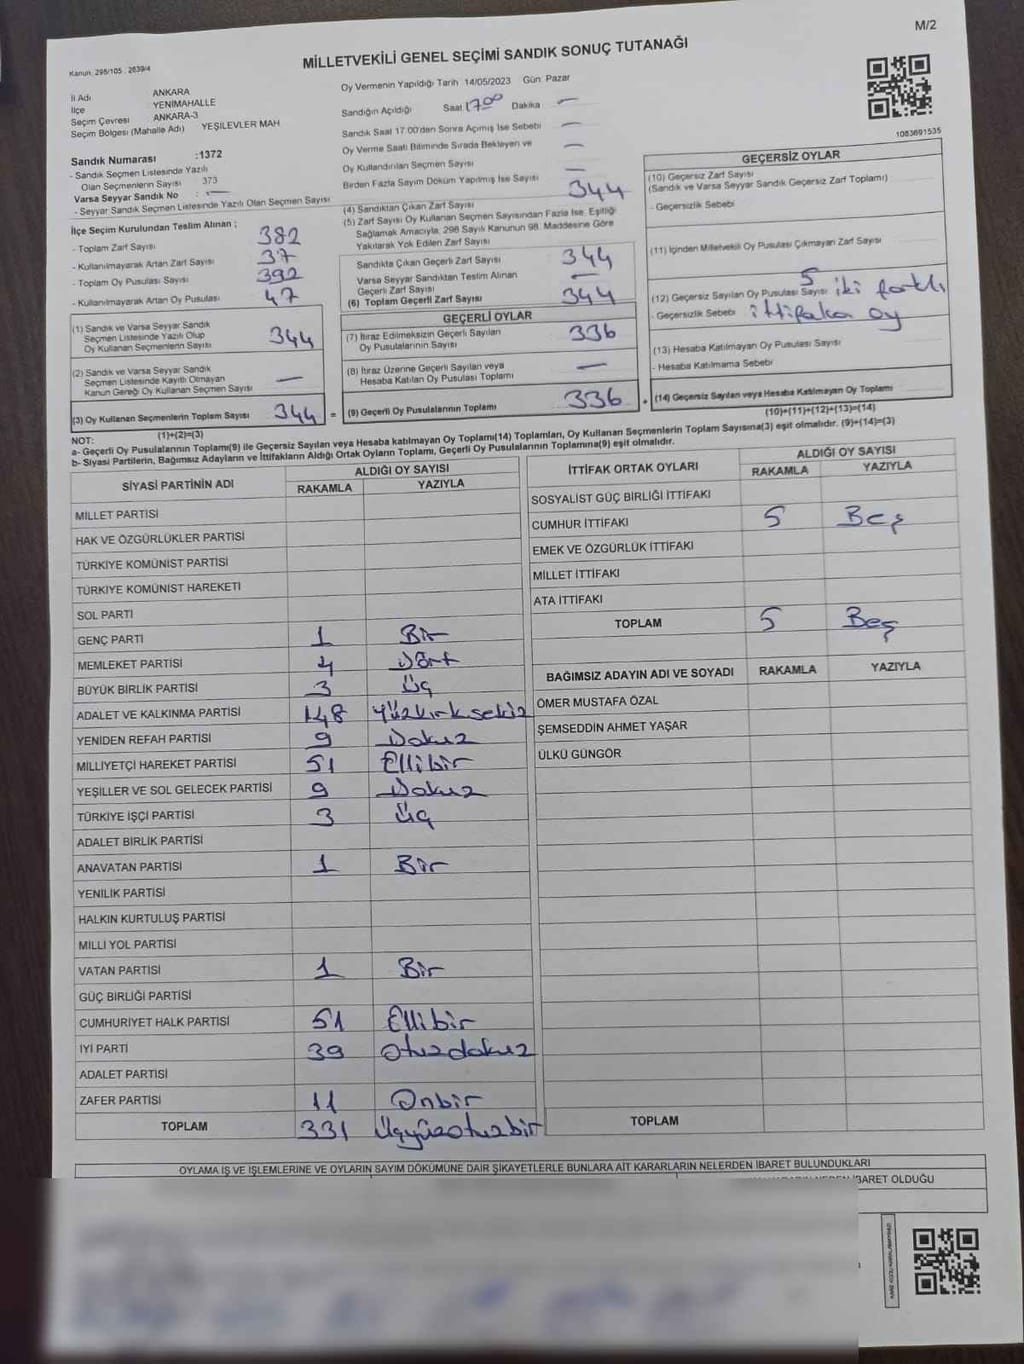 M/2
Kanun: 298/105 , 2839/4
MİLLETVEKİLİ GENEL SEÇİMİ SANDIK SONUÇ TUTANAĞI
İl Adı ANKARA
İlçe YENİMAHALLE
Seçim Çevresi ANKARA-3
Seçim Bölgesi (Mahalle Adı) YEŞİLEVLER MAH
Sandık Numarası :1372
- Sandık Seçmen Listesinde Yazılı
Olan Seçmenlerin Sayısı 373
Varsa Seyyar Sandık No : —
- Seyyar Sandık Seçmen Listesinde Yazılı Olan Seçmen Sayısı
İlçe Seçim Kurulundan Teslim Alınan ;
- Toplam Zarf Sayısı 382
- Kullanılmayarak Artan Zarf Sayısı 37
- Toplam Oy Pusulası Sayısı 392
- Kullanılmayarak Artan Oy Pusulası 47
(1) Sandık ve Varsa Seyyar Sandık
Seçmen Listesinde Yazılı Olup
Oy Kullanan Seçmenlerin Sayısı 344
(2) Sandık ve Varsa Seyyar Sandık
Seçmen Listesinde Kayıtlı Olmayan
Kanun Gereği Oy Kullanan Seçmen Sayısı —
(3) Oy Kullanan Seçmenlerin Toplam Sayısı 344 =
(1)+(2)=(3)
Oy Vermenin Yapıldığı Tarih 14/05/2023 Gün: Pazar
Sandığın Açıldığı Saat 17 00 Dakika —
Sandık Saat 17.00'den Sonra Açılmış İse Sebebi —
Oy Verme Saati Bitiminde Sırada Bekleyen ve —
Oy Kullandırılan Seçmen Sayısı
Birden Fazla Sayım Döküm Yapılmış İse Sayısı —
(4) Sandıktan Çıkan Zarf Sayısı 344
(5) Zarf Sayısı Oy Kullanan Seçmen Sayısından Fazla İse, Eşitliği
Sağlamak Amacıyla, 298 Sayılı Kanunun 98. Maddesine Göre
Yakılarak Yok Edilen Zarf Sayısı
Sandıkta Çıkan Geçerli Zarf Sayısı 344
Varsa Seyyar Sandıktan Teslim Alınan
Geçerli Zarf Sayısı —
(6) Toplam Geçerli Zarf Sayısı 344
GEÇERLİ OYLAR
(7) İtiraz Edilmeksizin Geçerli Sayılan
Oy Pusulalarının Sayısı 336
(8) İtiraz Üzerine Geçerli Sayılan veya
Hesaba Katılan Oy Pusulası Toplamı —
(9) Geçerli Oy Pusulalarının Toplamı 336 +
1083691535
GEÇERSİZ OYLAR
(10) Geçersiz Zarf Sayısı
(Sandık ve Varsa Seyyar Sandık Geçersiz Zarf Toplamı)
- Geçersizlik Sebebi
(11) İçinden Milletvekili Oy Pusulası Çıkmayan Zarf Sayısı
(12) Geçersiz Sayılan Oy Pusulası Sayısı 5 iki farklı
- Geçersizlik Sebebi ittifaka oy
(13) Hesaba Katılmayan Oy Pusulası Sayısı
- Hesaba Katılmama Sebebi
(14) Geçersiz Sayılan veya Hesaba Katılmayan Oy Toplamı
(10)+(11)+(12)+(13)=(14)
NOT:
a- Geçerli Oy Pusulalarının Toplamı(9) ile Geçersiz Sayılan veya Hesaba katılmayan Oy Toplamı(14) Toplamları, Oy Kullanan Seçmenlerin Toplam Sayısına(3) eşit olmalıdır. (9)+(14)=(3)
b- Siyasi Partilerin, Bağımsız Adayların ve İttifakların Aldığı Ortak Oyların Toplamı, Geçerli Oy Pusulalarının Toplamına(9) eşit olmalıdır.
SİYASİ PARTİNİN ADI ALDIĞI OY SAYISI
RAKAMLA YAZIYLA
MİLLET PARTİSİ
HAK VE ÖZGÜRLÜKLER PARTİSİ
TÜRKİYE KOMÜNİST PARTİSİ
TÜRKİYE KOMÜNİST HAREKETİ
SOL PARTİ
GENÇ PARTİ 1 Bir
MEMLEKET PARTİSİ 4 Dört
BÜYÜK BİRLİK PARTİSİ 3 Üç
ADALET VE KALKINMA PARTİSİ 148 Yüzkırksekiz
YENİDEN REFAH PARTİSİ 9 Dokuz
MİLLİYETÇİ HAREKET PARTİSİ 51 Ellibir
YEŞİLLER VE SOL GELECEK PARTİSİ 9 Dokuz
TÜRKİYE İŞÇİ PARTİSİ 3 Üç
ADALET BİRLİK PARTİSİ
ANAVATAN PARTİSİ 1 Bir
YENİLİK PARTİSİ
HALKIN KURTULUŞ PARTİSİ
MİLLİ YOL PARTİSİ
VATAN PARTİSİ 1 Bir
GÜÇ BİRLİĞİ PARTİSİ
CUMHURİYET HALK PARTİSİ 51 Ellibir
İYİ PARTİ 39 Otuzdokuz
ADALET PARTİSİ
ZAFER PARTİSİ 11 Onbir
TOPLAM 331 Üçyüzotuzbir
İTTİFAK ORTAK OYLARI ALDIĞI OY SAYISI
RAKAMLA YAZIYLA
SOSYALİST GÜÇ BİRLİĞİ İTTİFAKI
CUMHUR İTTİFAKI 5 Beş
EMEK VE ÖZGÜRLÜK İTTİFAKI
MİLLET İTTİFAKI
ATA İTTİFAKI
TOPLAM 5 Beş
BAĞIMSIZ ADAYIN ADI VE SOYADI RAKAMLA YAZIYLA
ÖMER MUSTAFA ÖZAL
ŞEMSEDDİN AHMET YAŞAR
ÜLKÜ GÜNGÖR
TOPLAM
OYLAMA İŞ VE İŞLEMLERİNE VE OYLARIN SAYIM DÖKÜMÜNE DAİR ŞİKAYETLERLE BUNLARA AİT KARARLARIN NELERDEN İBARET BULUNDUKLARI
İBARET OLDUĞU